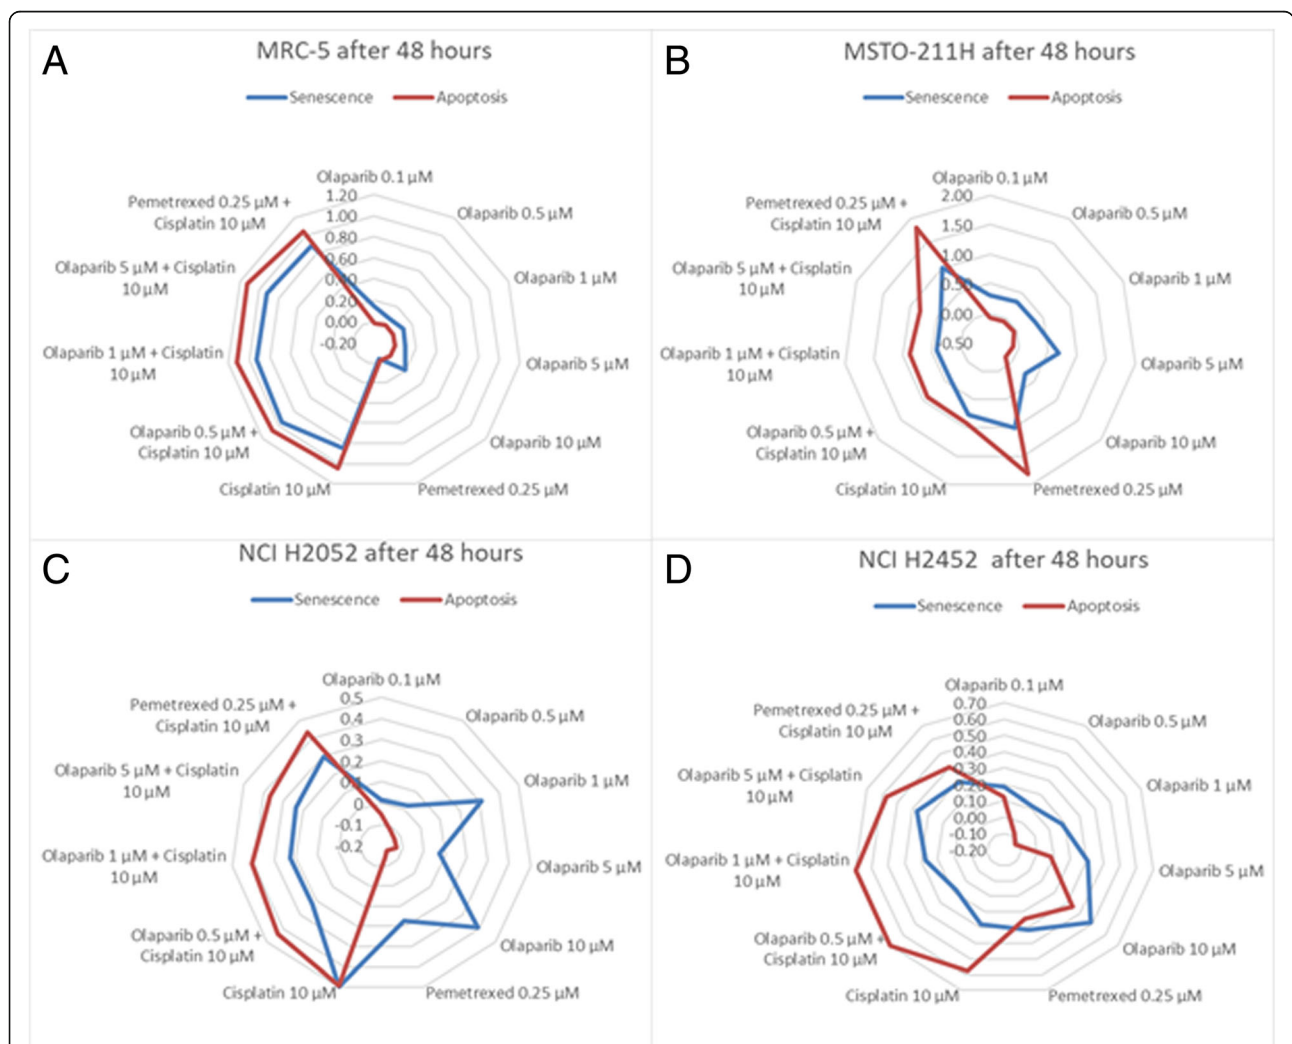 A
MRC-5 after 48 hours
Senescence
Apoptosis
Olaparib 0.1 µM
Olaparib 0.5 µM
Olaparib 1 µM
Olaparib 5 µM
Olaparib 10 µM
Pemetrexed 0.25 µM
Cisplatin 10 µM
Olaparib 0.5 µM +
Cisplatin 10 µM
Olaparib 1 µM + Cisplatin
10 µM
Olaparib 5 µM + Cisplatin
10 µM
Pemetrexed 0.25 µM +
Cisplatin 10 µM
1.20
1.00
0.80
0.60
0.40
0.20
0.00
-0.20
B
MSTO-211H after 48 hours
Senescence
Apoptosis
Olaparib 0.1 µM
Olaparib 0.5 µM
Olaparib 1 µM
Olaparib 5 µM
Olaparib 10 µM
Pemetrexed 0.25 µM
Cisplatin 10 µM
Olaparib 0.5 µM +
Cisplatin 10 µM
Olaparib 1 µM + Cisplatin
10 µM
Olaparib 5 µM + Cisplatin
10 µM
Pemetrexed 0.25 µM +
Cisplatin 10 µM
2.00
1.50
1.00
0.50
0.00
-0.50
C
NCI H2052 after 48 hours
Senescence
Apoptosis
Olaparib 0.1 µM
Olaparib 0.5 µM
Olaparib 1 µM
Olaparib 5 µM
Olaparib 10 µM
Pemetrexed 0.25 µM
Cisplatin 10 µM
Olaparib 0.5 µM +
Cisplatin 10 µM
Olaparib 1 µM + Cisplatin
10 µM
Olaparib 5 µM + Cisplatin
10 µM
Pemetrexed 0.25 µM +
Cisplatin 10 µM
0.5
0.4
0.3
0.2
0.1
0
-0.1
-0.2
D
NCI H2452 after 48 hours
Senescence
Apoptosis
Olaparib 0.1 µM
Olaparib 0.5 µM
Olaparib 1 µM
Olaparib 5 µM
Olaparib 10 µM
Pemetrexed 0.25 µM
Cisplatin 10 µM
Olaparib 0.5 µM +
Cisplatin 10 µM
Olaparib 1 µM + Cisplatin
10 µM
Olaparib 5 µM + Cisplatin
10 µM
Pemetrexed 0.25 µM +
Cisplatin 10 µM
0.70
0.60
0.50
0.40
0.30
0.20
0.10
0.00
-0.10
-0.20